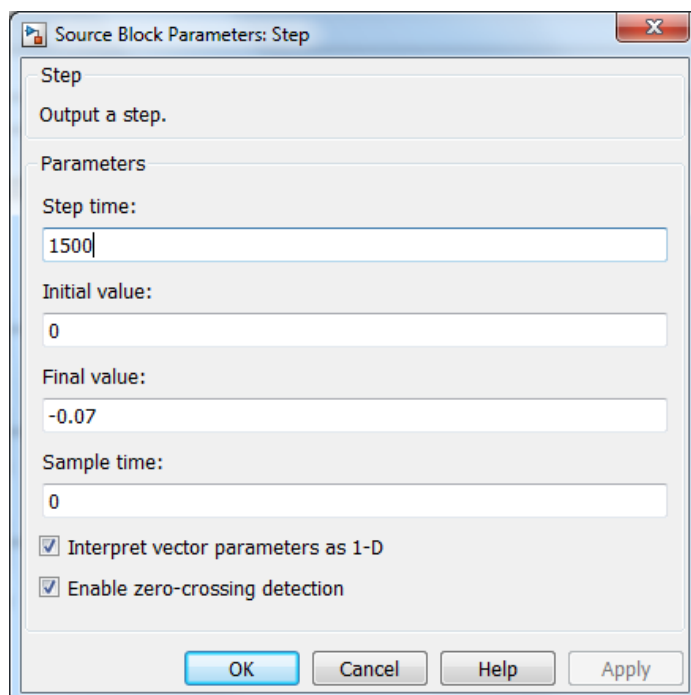 Source Block Parameters: Step
Step
Output a step.
Parameters
Step time:
1500
Initial value:
0
Final value:
-0.07
Sample time:
0
Interpret vector parameters as 1-D
Enable zero-crossing detection
OK Cancel Help Apply